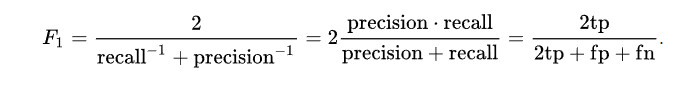 F₁ = 2 / (recall⁻¹ + precision⁻¹) = 2 (precision · recall) / (precision + recall) = 2tp / (2tp + fp + fn).